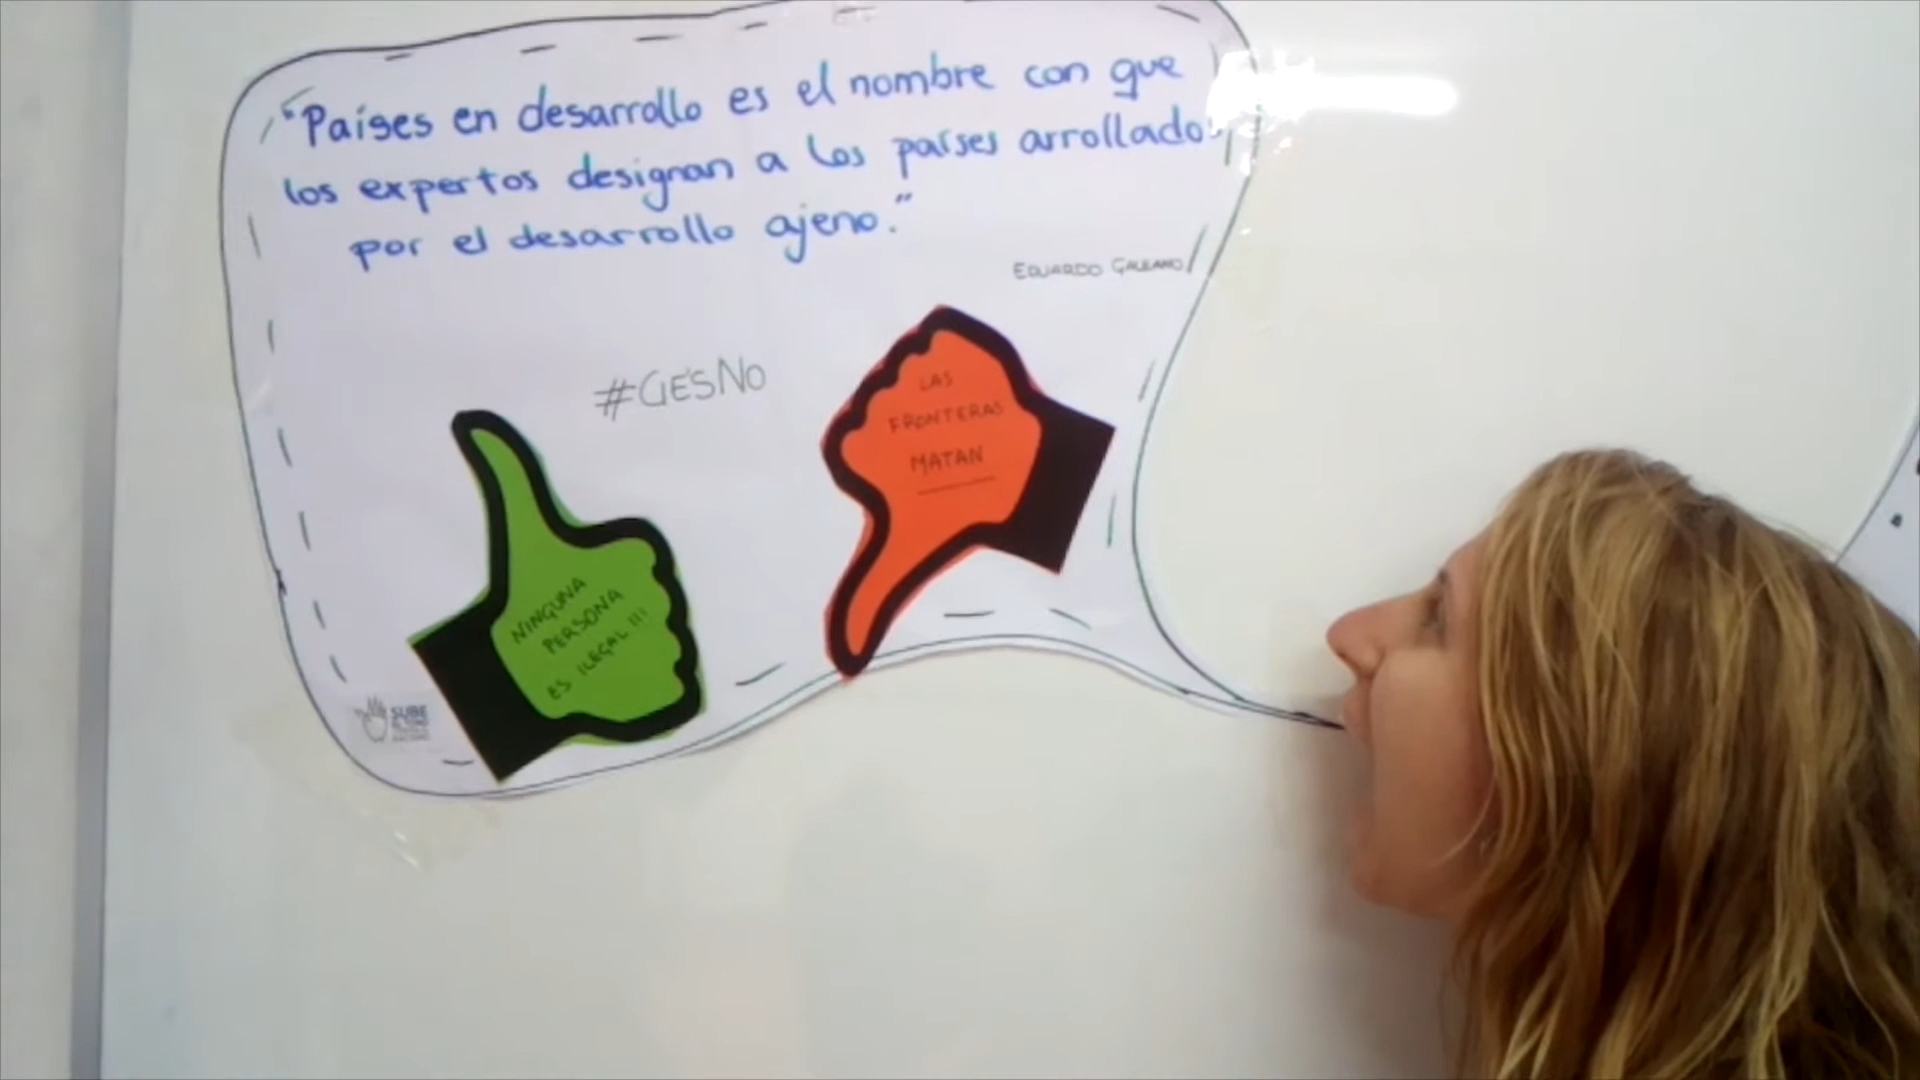 "Países en desarrollo es el nombre con que
los expertos designan a los países arrollados
por el desarrollo ajeno."
EDUARDO GALEANO
#GESNO
LAS
FRONTERAS
MATAN
NINGUNA
PERSONA
ES ILEGAL!!!
SUBE